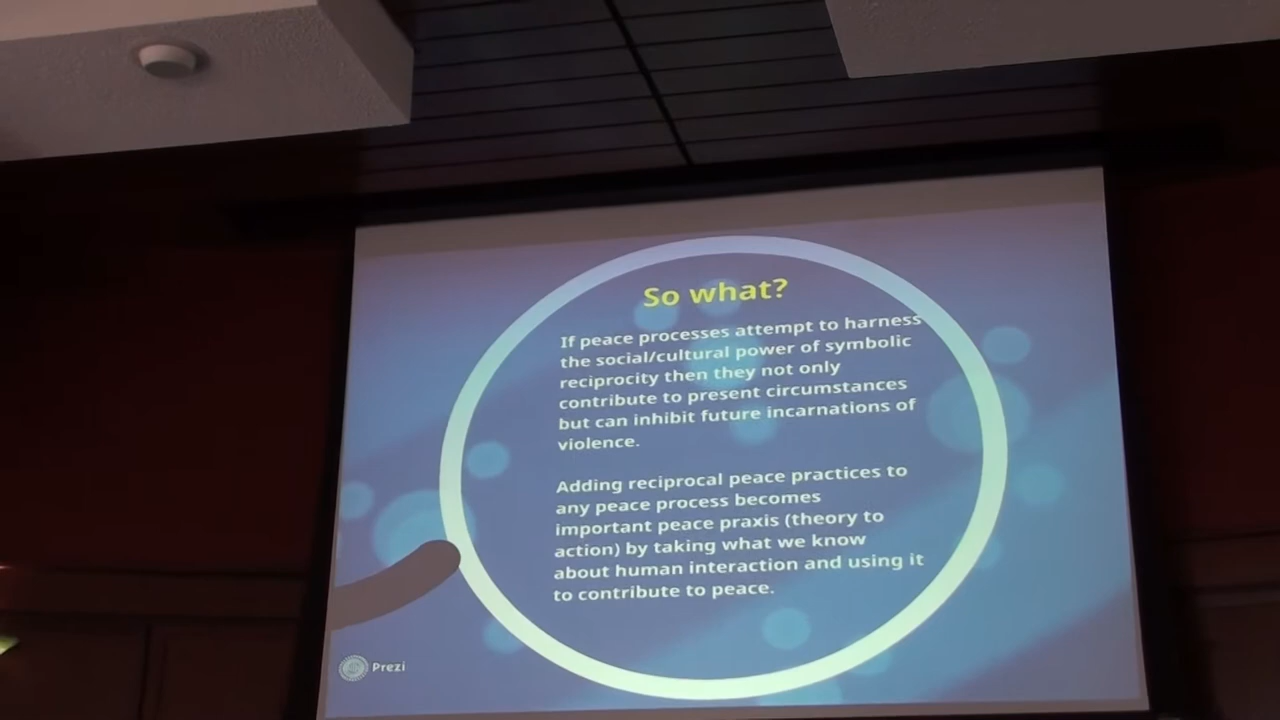 So what?
If peace processes attempt to harness
the social/cultural power of symbolic
reciprocity then they not only
contribute to present circumstances
but can inhibit future incarnations of
violence.
Adding reciprocal peace practices to
any peace process becomes
important peace praxis (theory to
action) by taking what we know
about human interaction and using it
to contribute to peace.
Prezi